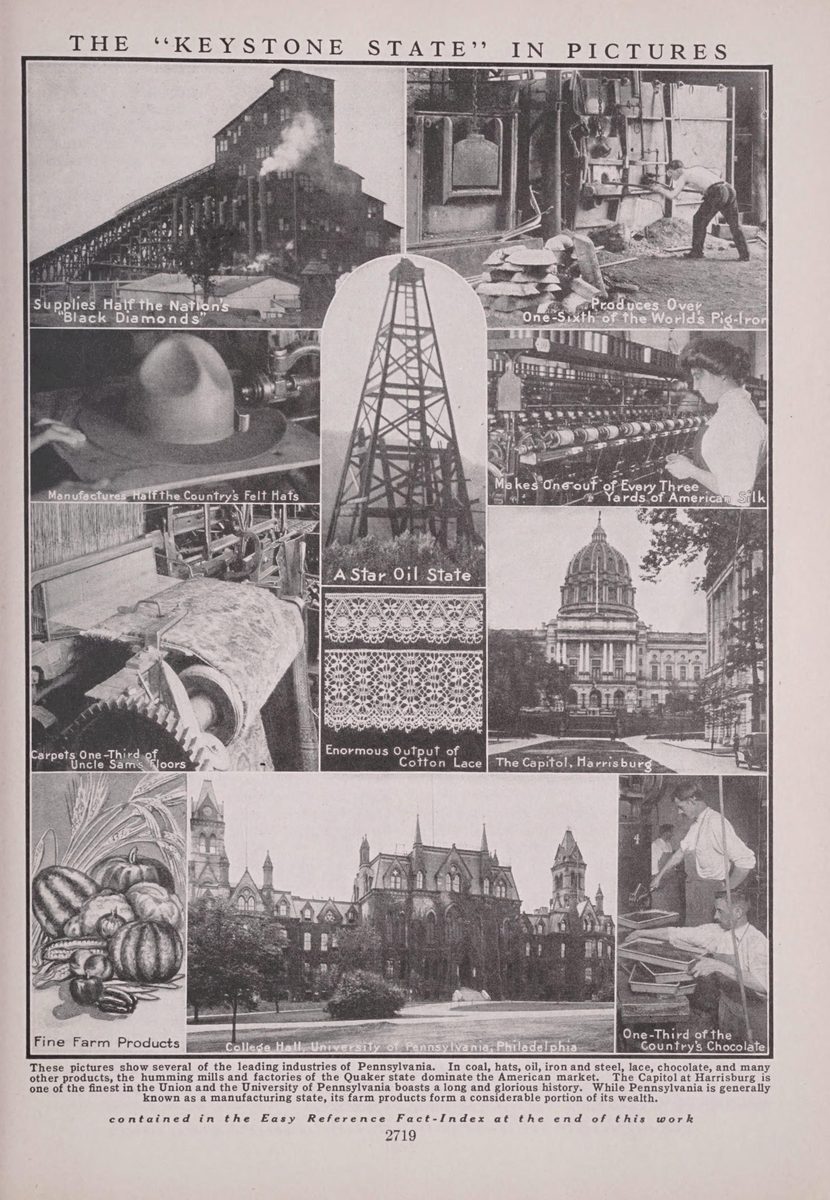 THE "KEYSTONE STATE" IN PICTURES
Supplies Half the Nation's
"Black Diamonds"
Produces Over
One-Sixth of the World's Pig-Iron
Manufactures Half the Country's Felt Hats
A Star Oil State
Makes One out of Every Three
Yards of American Silk
Carpets One-Third of
Uncle Sam's Floors
Enormous Output of
Cotton Lace
The Capitol, Harrisburg
Fine Farm Products
College Hall, University of Pennsylvania, Philadelphia
4
One-Third of the
Country's Chocolate
These pictures show several of the leading industries of Pennsylvania. In coal, hats, oil, iron and steel, lace, chocolate, and many
other products, the humming mills and factories of the Quaker state dominate the American market. The Capitol at Harrisburg is
one of the finest in the Union and the University of Pennsylvania boasts a long and glorious history. While Pennsylvania is generally
known as a manufacturing state, its farm products form a considerable portion of its wealth.
contained in the Easy Reference Fact-Index at the end of this work
2719